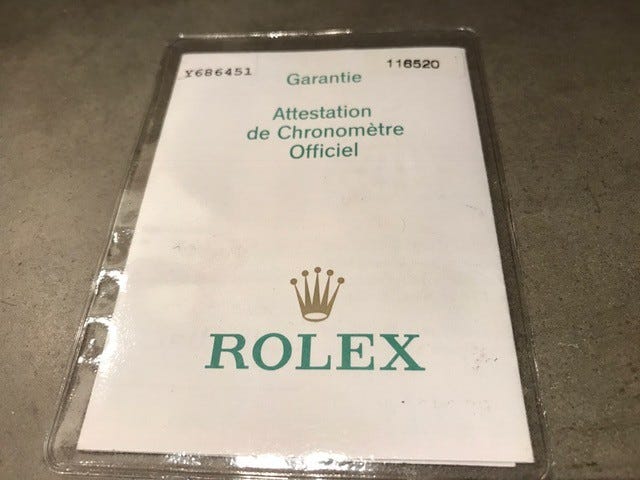 Y686451
116520
Garantie
Attestation
de Chronomètre
Officiel
ROLEX